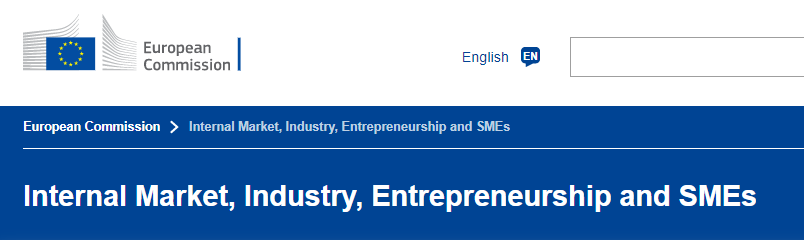 European
Commission
English EN
European Commission > Internal Market, Industry, Entrepreneurship and SMEs
Internal Market, Industry, Entrepreneurship and SMEs